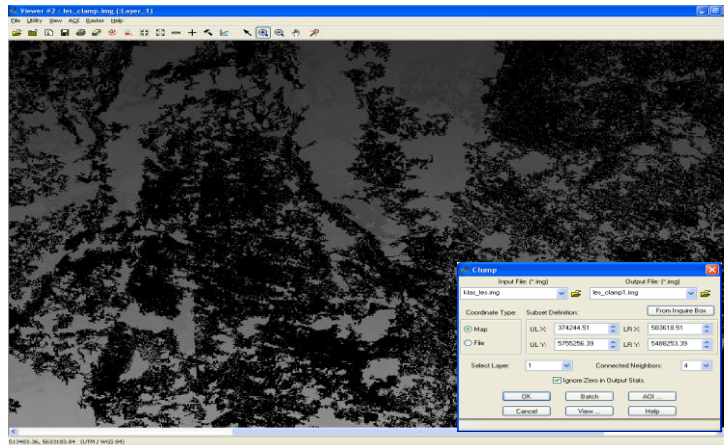 Viewer #2 : les_clamp.img (:Layer_1)
File Utility View AOI Raster Help
Clump
Input File: (*.img) Output File: (*.img)
klas_les.img les_clamp1.img
Coordinate Type: Subset Definition: From Inquire Box
Map UL X: 374244.51 LR X: 583618.51
File UL Y: 5755256.39 LR Y: 5488253.39
Select Layer: 1 Connected Neighbors: 4
Ignore Zero in Output Stats.
OK Batch AOI ...
Cancel View ... Help
513483.36, 5633183.84 (UTM / WGS 84)